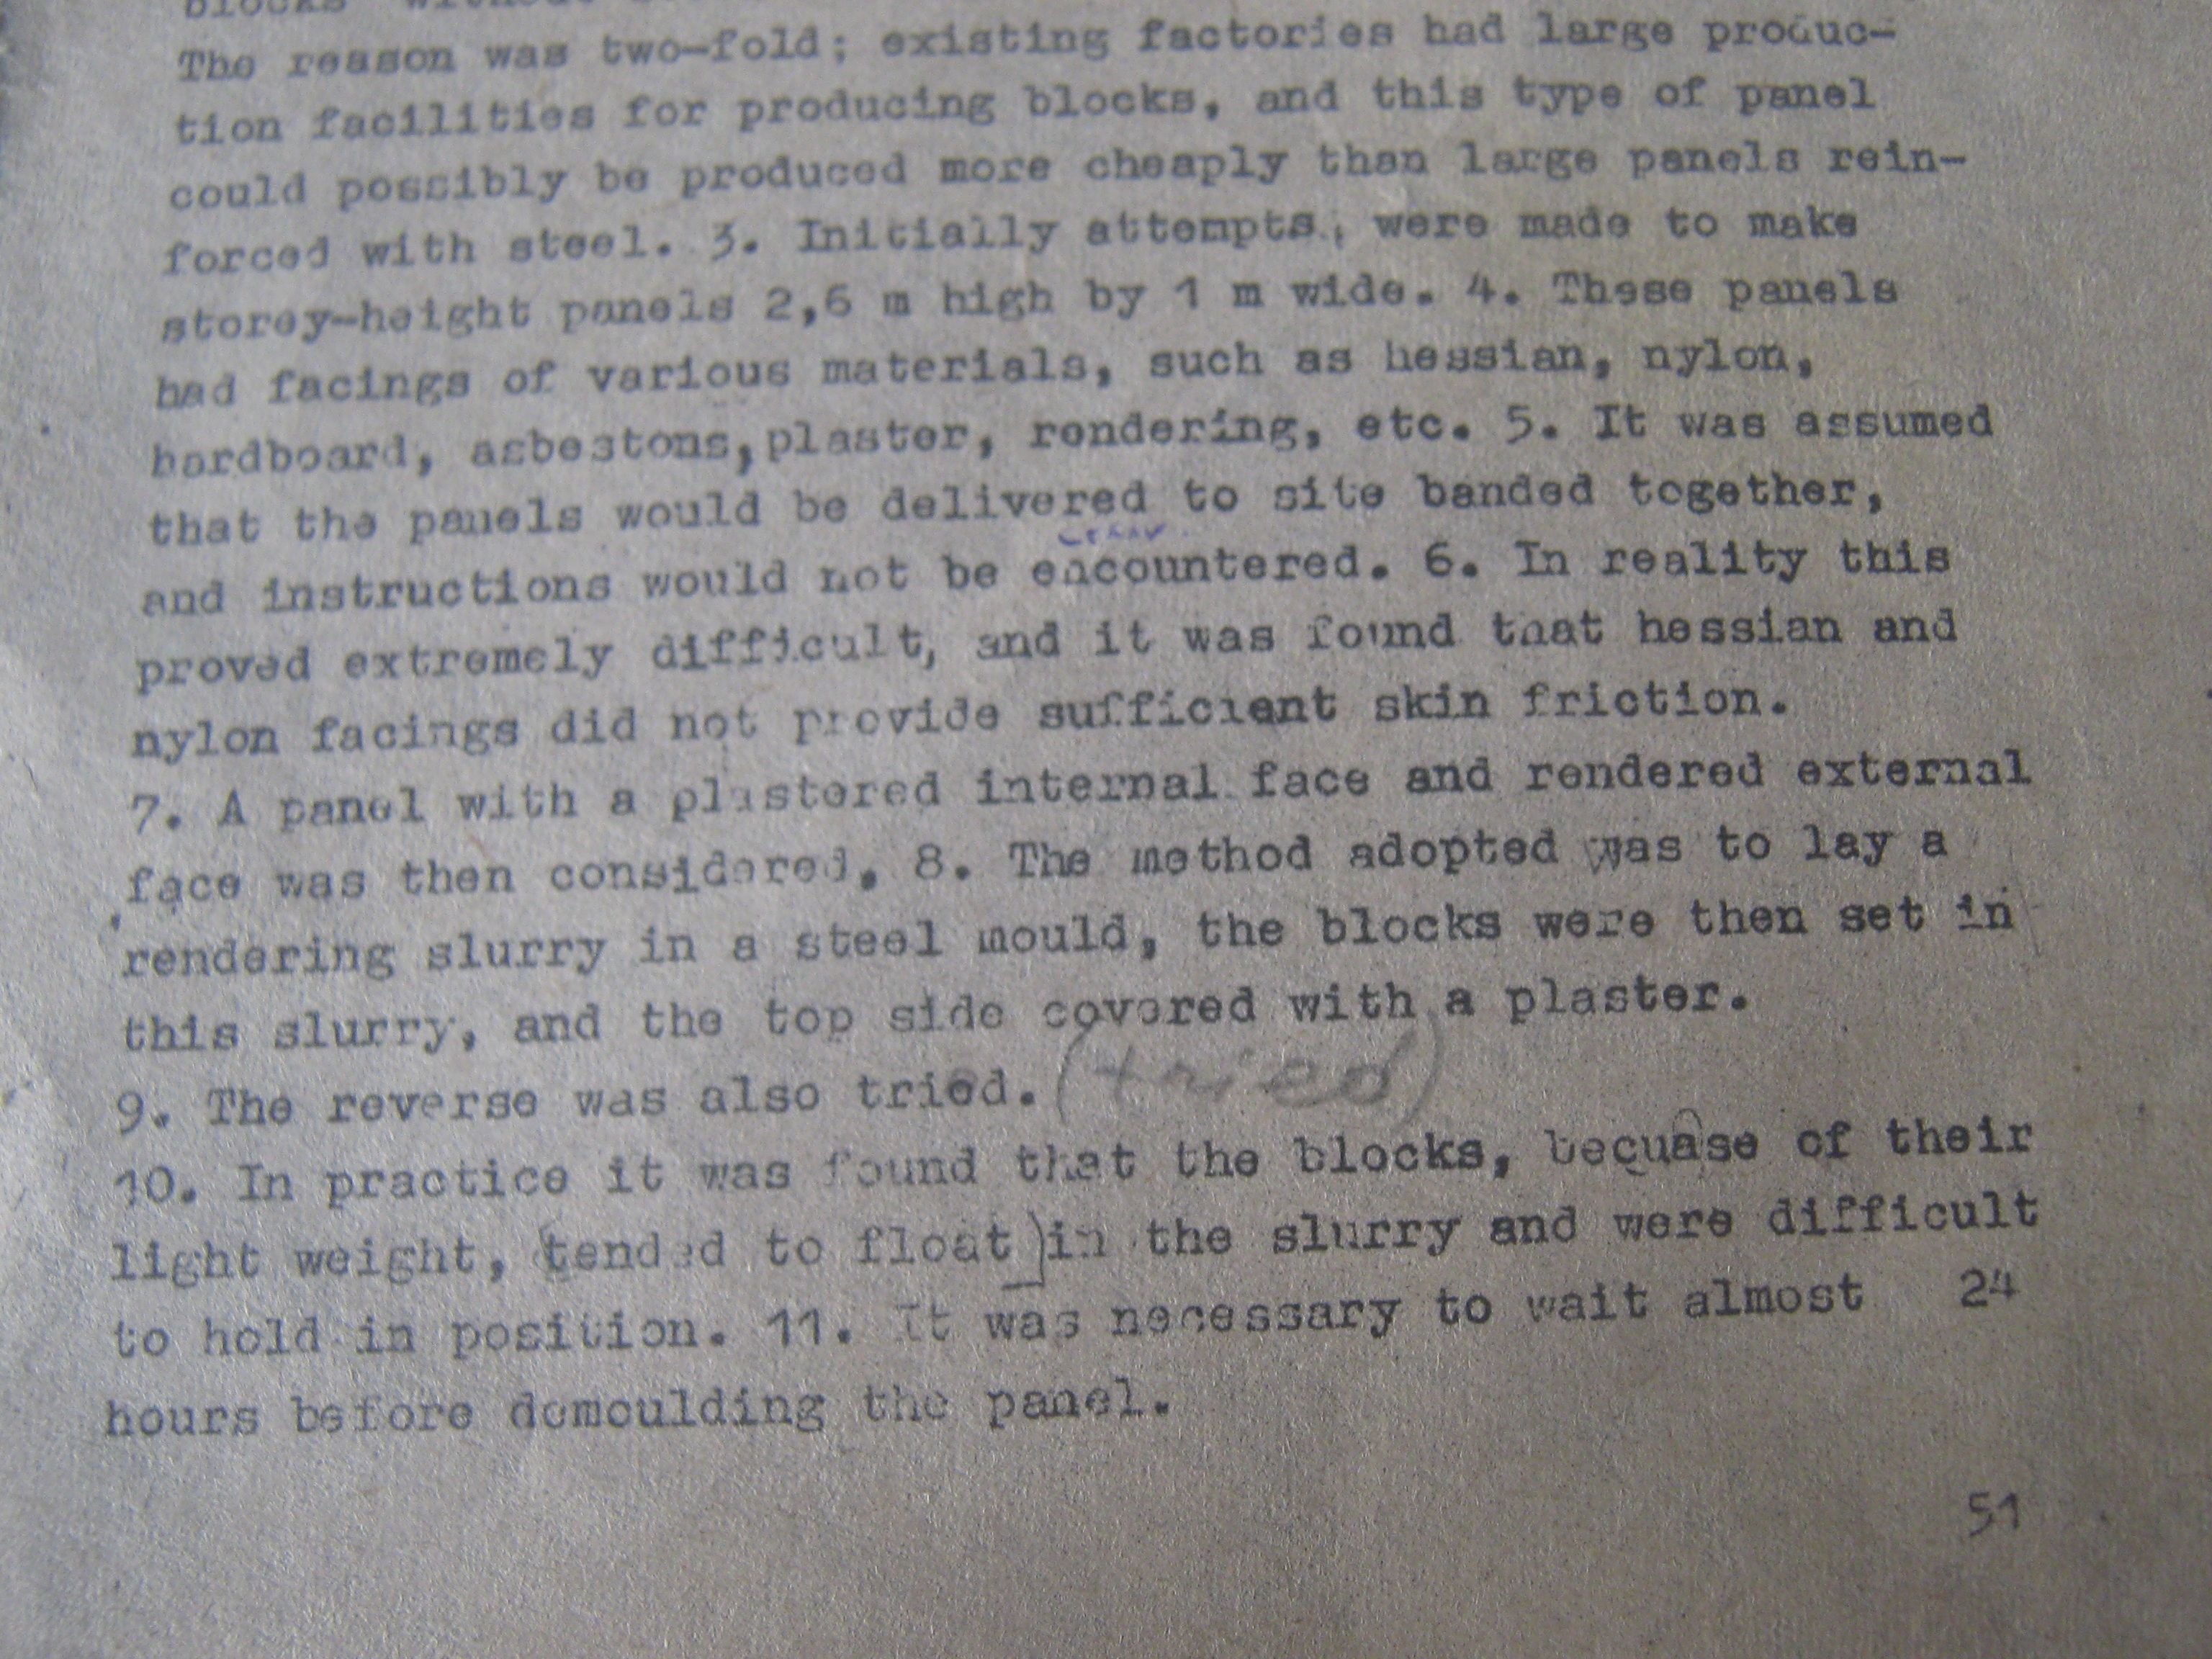 blocks without
The reason was two-fold; existing factories had large produc-
tion facilities for producing blocks, and this type of panel
could possibly be produced more cheaply than large panels rein-
forced with steel. 3. Initially attempts, were made to make
storey-height panels 2,6 m high by 1 m wide. 4. These panels
had facings of various materials, such as hessian, nylon,
hardboard, asbestons, plaster, rendering, etc. 5. It was assumed
that the panels would be delivered to site banded together,
and instructions would not be encountered. 6. In reality this
proved extremely difficult, and it was found that hessian and
nylon facings did not provide sufficient skin friction.
7. A panel with a plastered internal face and rendered external
face was then considered. 8. The method adopted was to lay a
rendering slurry in a steel mould, the blocks were then set in
this slurry, and the top side covered with a plaster.
9. The reverse was also tried. (tried)
10. In practice it was found that the blocks, becuase of their
light weight, (tended to float) in the slurry and were difficult
to hold in position. 11. It was necessary to wait almost 24
hours before demoulding the panel.
51